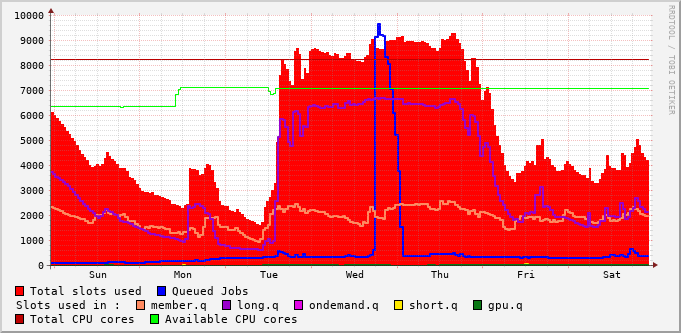 10000
9000
8000
7000
6000
5000
4000
3000
2000
1000
0
Sun Mon Tue Wed Thu Fri Sat
RRDTOOL / TOBI OETIKER
Total slots used Queued Jobs
Slots used in : member.q long.q ondemand.q short.q gpu.q
Total CPU cores Available CPU cores